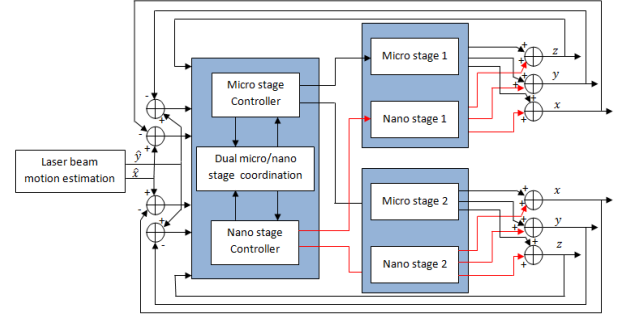 Micro stage 1
Nano stage 1
z
y
x
Micro stage
Controller
Dual micro/nano
stage coordination
Nano stage
Controller
Laser beam
motion estimation
ŷ
x̂
Micro stage 2
Nano stage 2
x
y
z